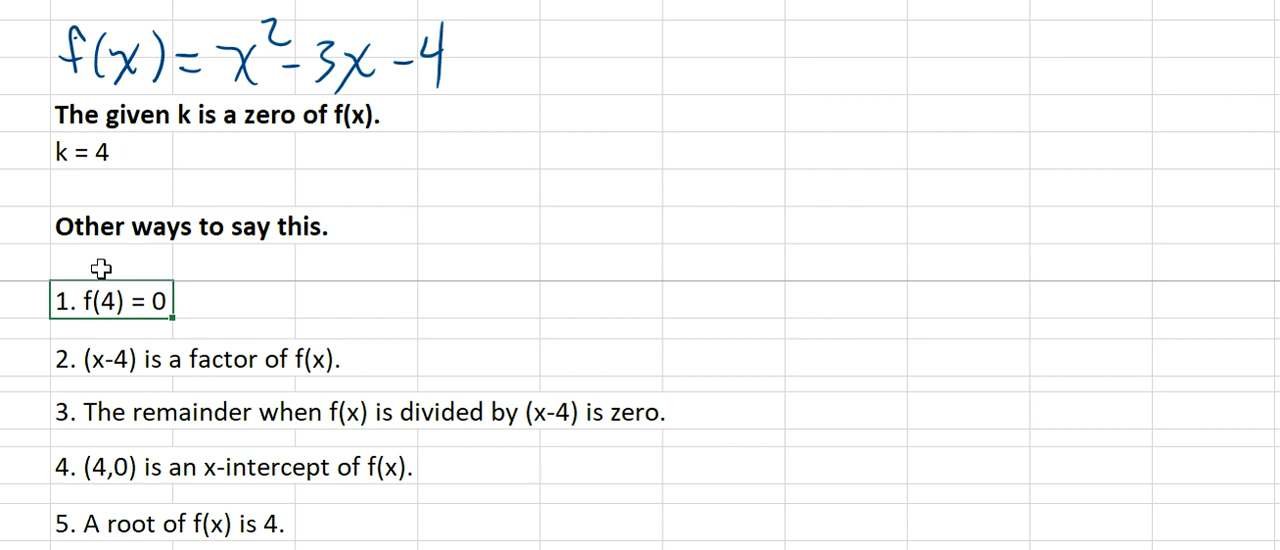 f(x) = x² - 3x - 4
The given k is a zero of f(x).
k = 4
Other ways to say this.
1. f(4) = 0
2. (x-4) is a factor of f(x).
3. The remainder when f(x) is divided by (x-4) is zero.
4. (4,0) is an x-intercept of f(x).
5. A root of f(x) is 4.